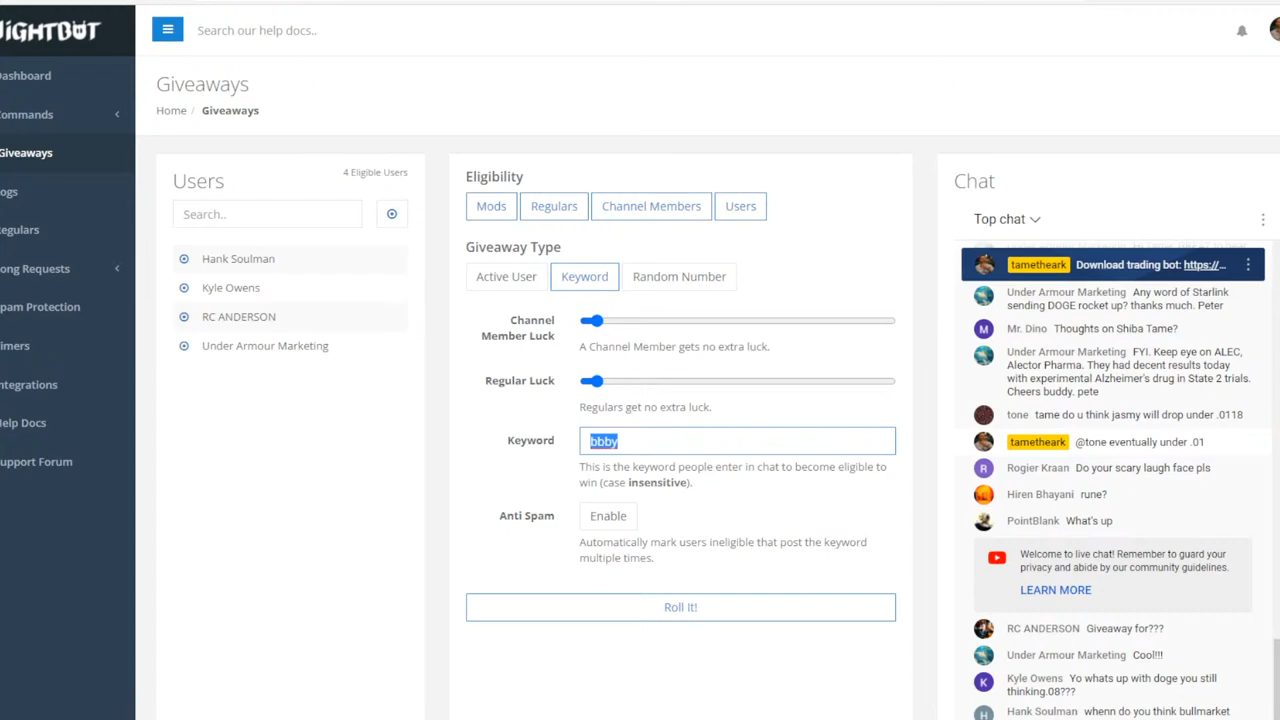 NIGHTBOT
Search our help docs..
Dashboard
Commands
Giveaways
ogs
Regulars
ong Requests
pam Protection
imers
ntegrations
elp Docs
upport Forum
Giveaways
Home / Giveaways
Users
4 Eligible Users
Search..
Hank Soulman
Kyle Owens
RC ANDERSON
Under Armour Marketing
Eligibility
Mods
Regulars
Channel Members
Users
Giveaway Type
Active User
Keyword
Random Number
Channel
Member Luck
A Channel Member gets no extra luck.
Regular Luck
Regulars get no extra luck.
Keyword
bbby
This is the keyword people enter in chat to become eligible to
win (case insensitive).
Anti Spam
Enable
Automatically mark users ineligible that post the keyword
multiple times.
Roll It!
Chat
Top chat
tametheark Download trading bot: https://...
Under Armour Marketing Any word of Starlink
sending DOGE rocket up? thanks much. Peter
M
Mr. Dino Thoughts on Shiba Tame?
Under Armour Marketing FYI. Keep eye on ALEC,
Alector Pharma. They had decent results today
with experimental Alzheimer's drug in State 2 trials.
Cheers buddy. pete
tone tame do u think jasmy will drop under .0118
tametheark @tone eventually under .01
R
Rogier Kraan Do your scary laugh face pls
Hiren Bhayani rune?
PointBlank What's up
Welcome to live chat! Remember to guard your
privacy and abide by our community guidelines.
LEARN MORE
RC ANDERSON Giveaway for???
Under Armour Marketing Cool!!!
K
Kyle Owens Yo whats up with doge you still
thinking.08???
H
Hank Soulman whenn do you think bullmarket